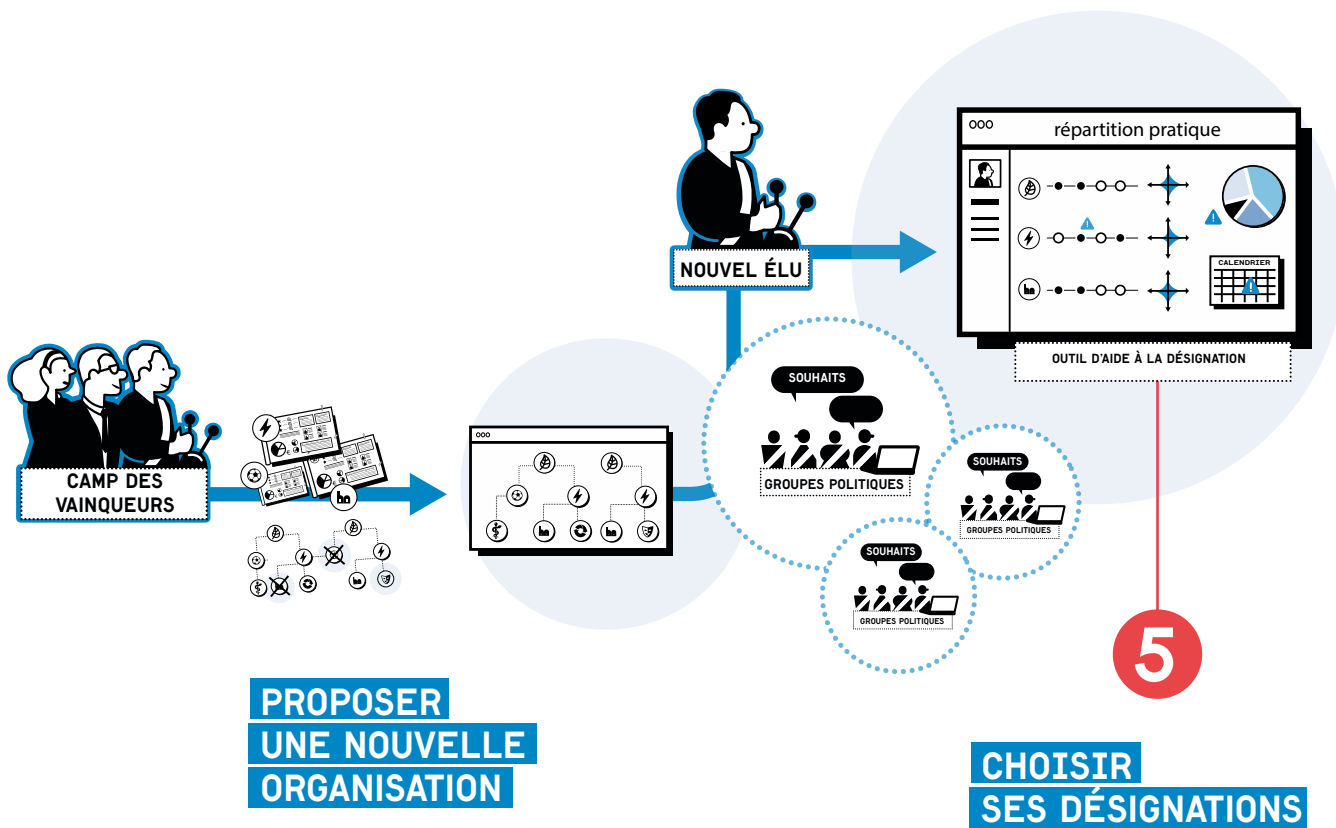 répartition pratique
CALENDRIER
OUTIL D'AIDE À LA DÉSIGNATION
NOUVEL ÉLU
CAMP DES
VAINQUEURS
SOUHAITS
GROUPES POLITIQUES
SOUHAITS
GROUPES POLITIQUES
SOUHAITS
GROUPES POLITIQUES
5
PROPOSER
UNE NOUVELLE
ORGANISATION
CHOISIR
SES DÉSIGNATIONS